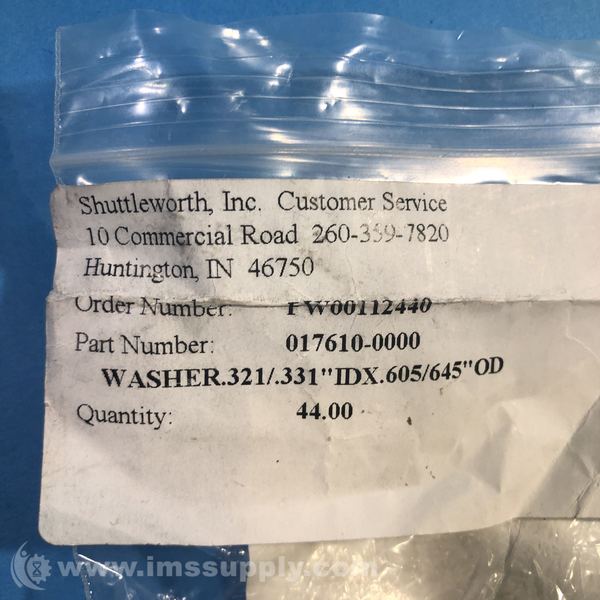 Shuttleworth, Inc. Customer Service
10 Commercial Road 260-359-7820
Huntington, IN 46750
Order Number: FW00112440
Part Number: 017610-0000
WASHER.321/.331"IDX.605/645"OD
Quantity: 44.00
www.imssupply.com